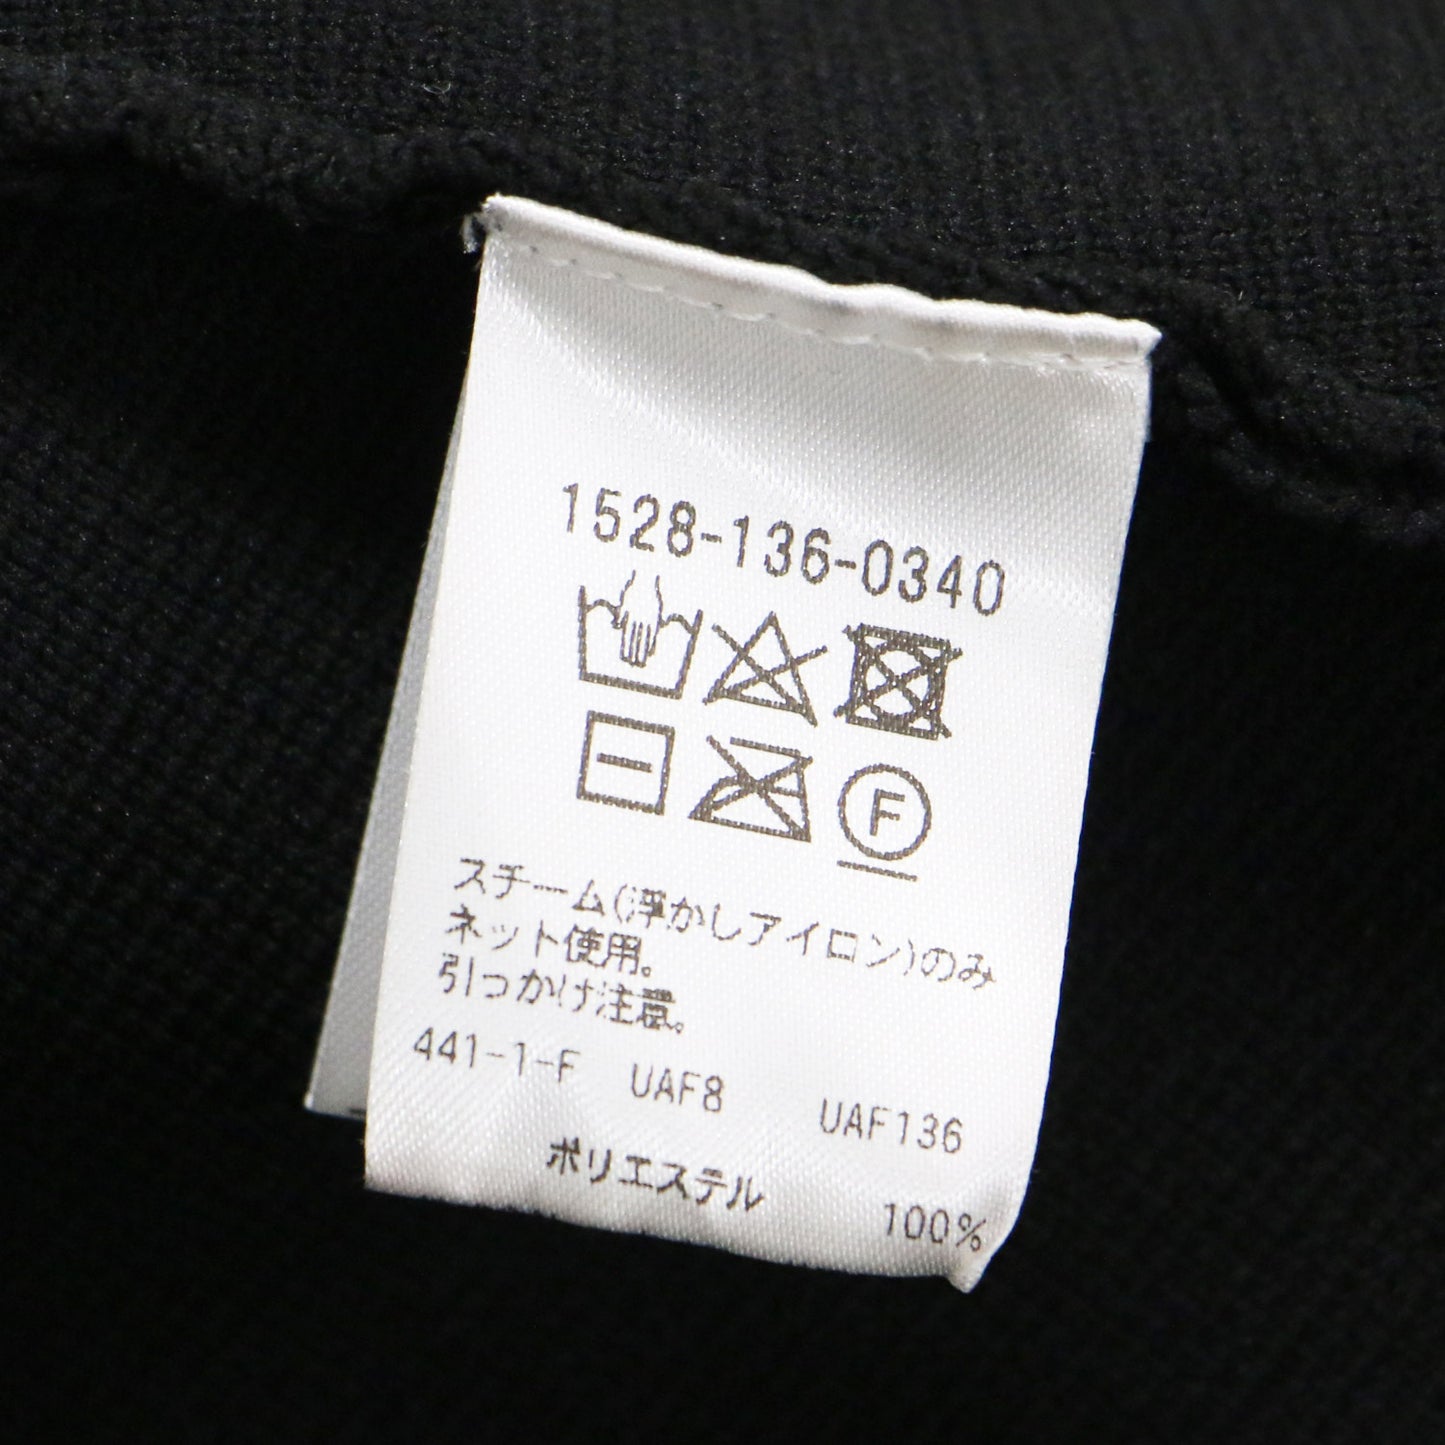 1528-136-0340
F
スチーム(浮かしアイロン)のみ
ネット使用。
引っかけ注意。
441-1-F UAF8 UAF136
ポリエステル 100%